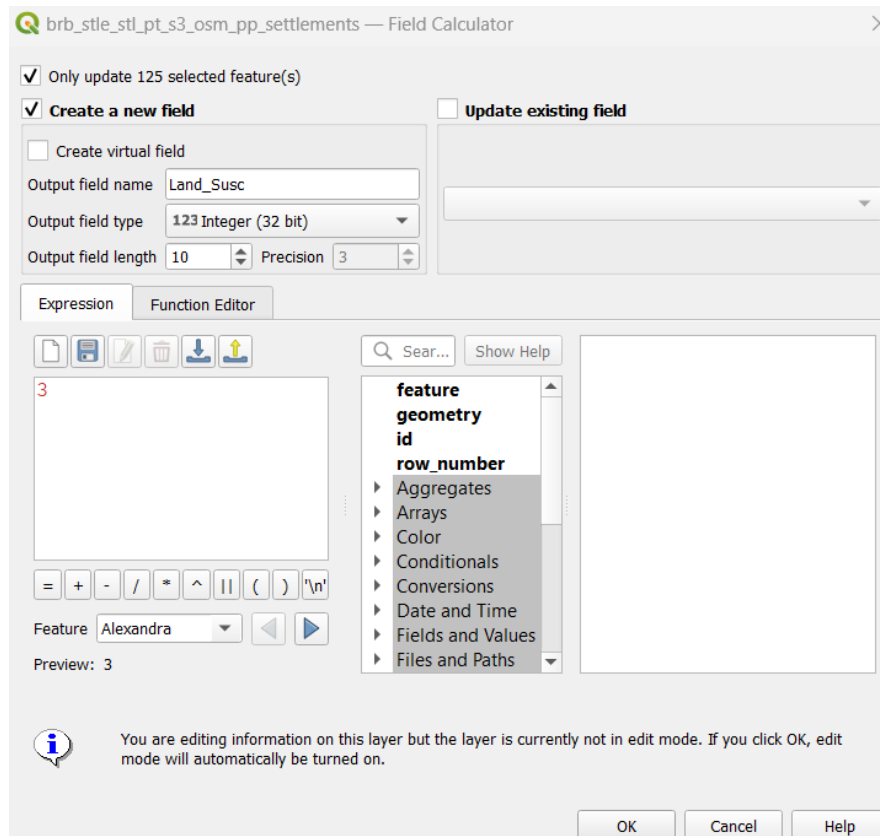 brb_stle_stl_pt_s3_osm_pp_settlements — Field Calculator
Only update 125 selected feature(s)
Create a new field
Update existing field
Create virtual field
Output field name Land_Susc
Output field type 123 Integer (32 bit)
Output field length 10 Precision 3
Expression Function Editor
Sear... Show Help
3
feature
geometry
id
row_number
Aggregates
Arrays
Color
Conditionals
Conversions
Date and Time
Fields and Values
Files and Paths
= + - / * ^ || ( ) '\n'
Feature Alexandra
Preview: 3
You are editing information on this layer but the layer is currently not in edit mode. If you click OK, edit
mode will automatically be turned on.
OK Cancel Help